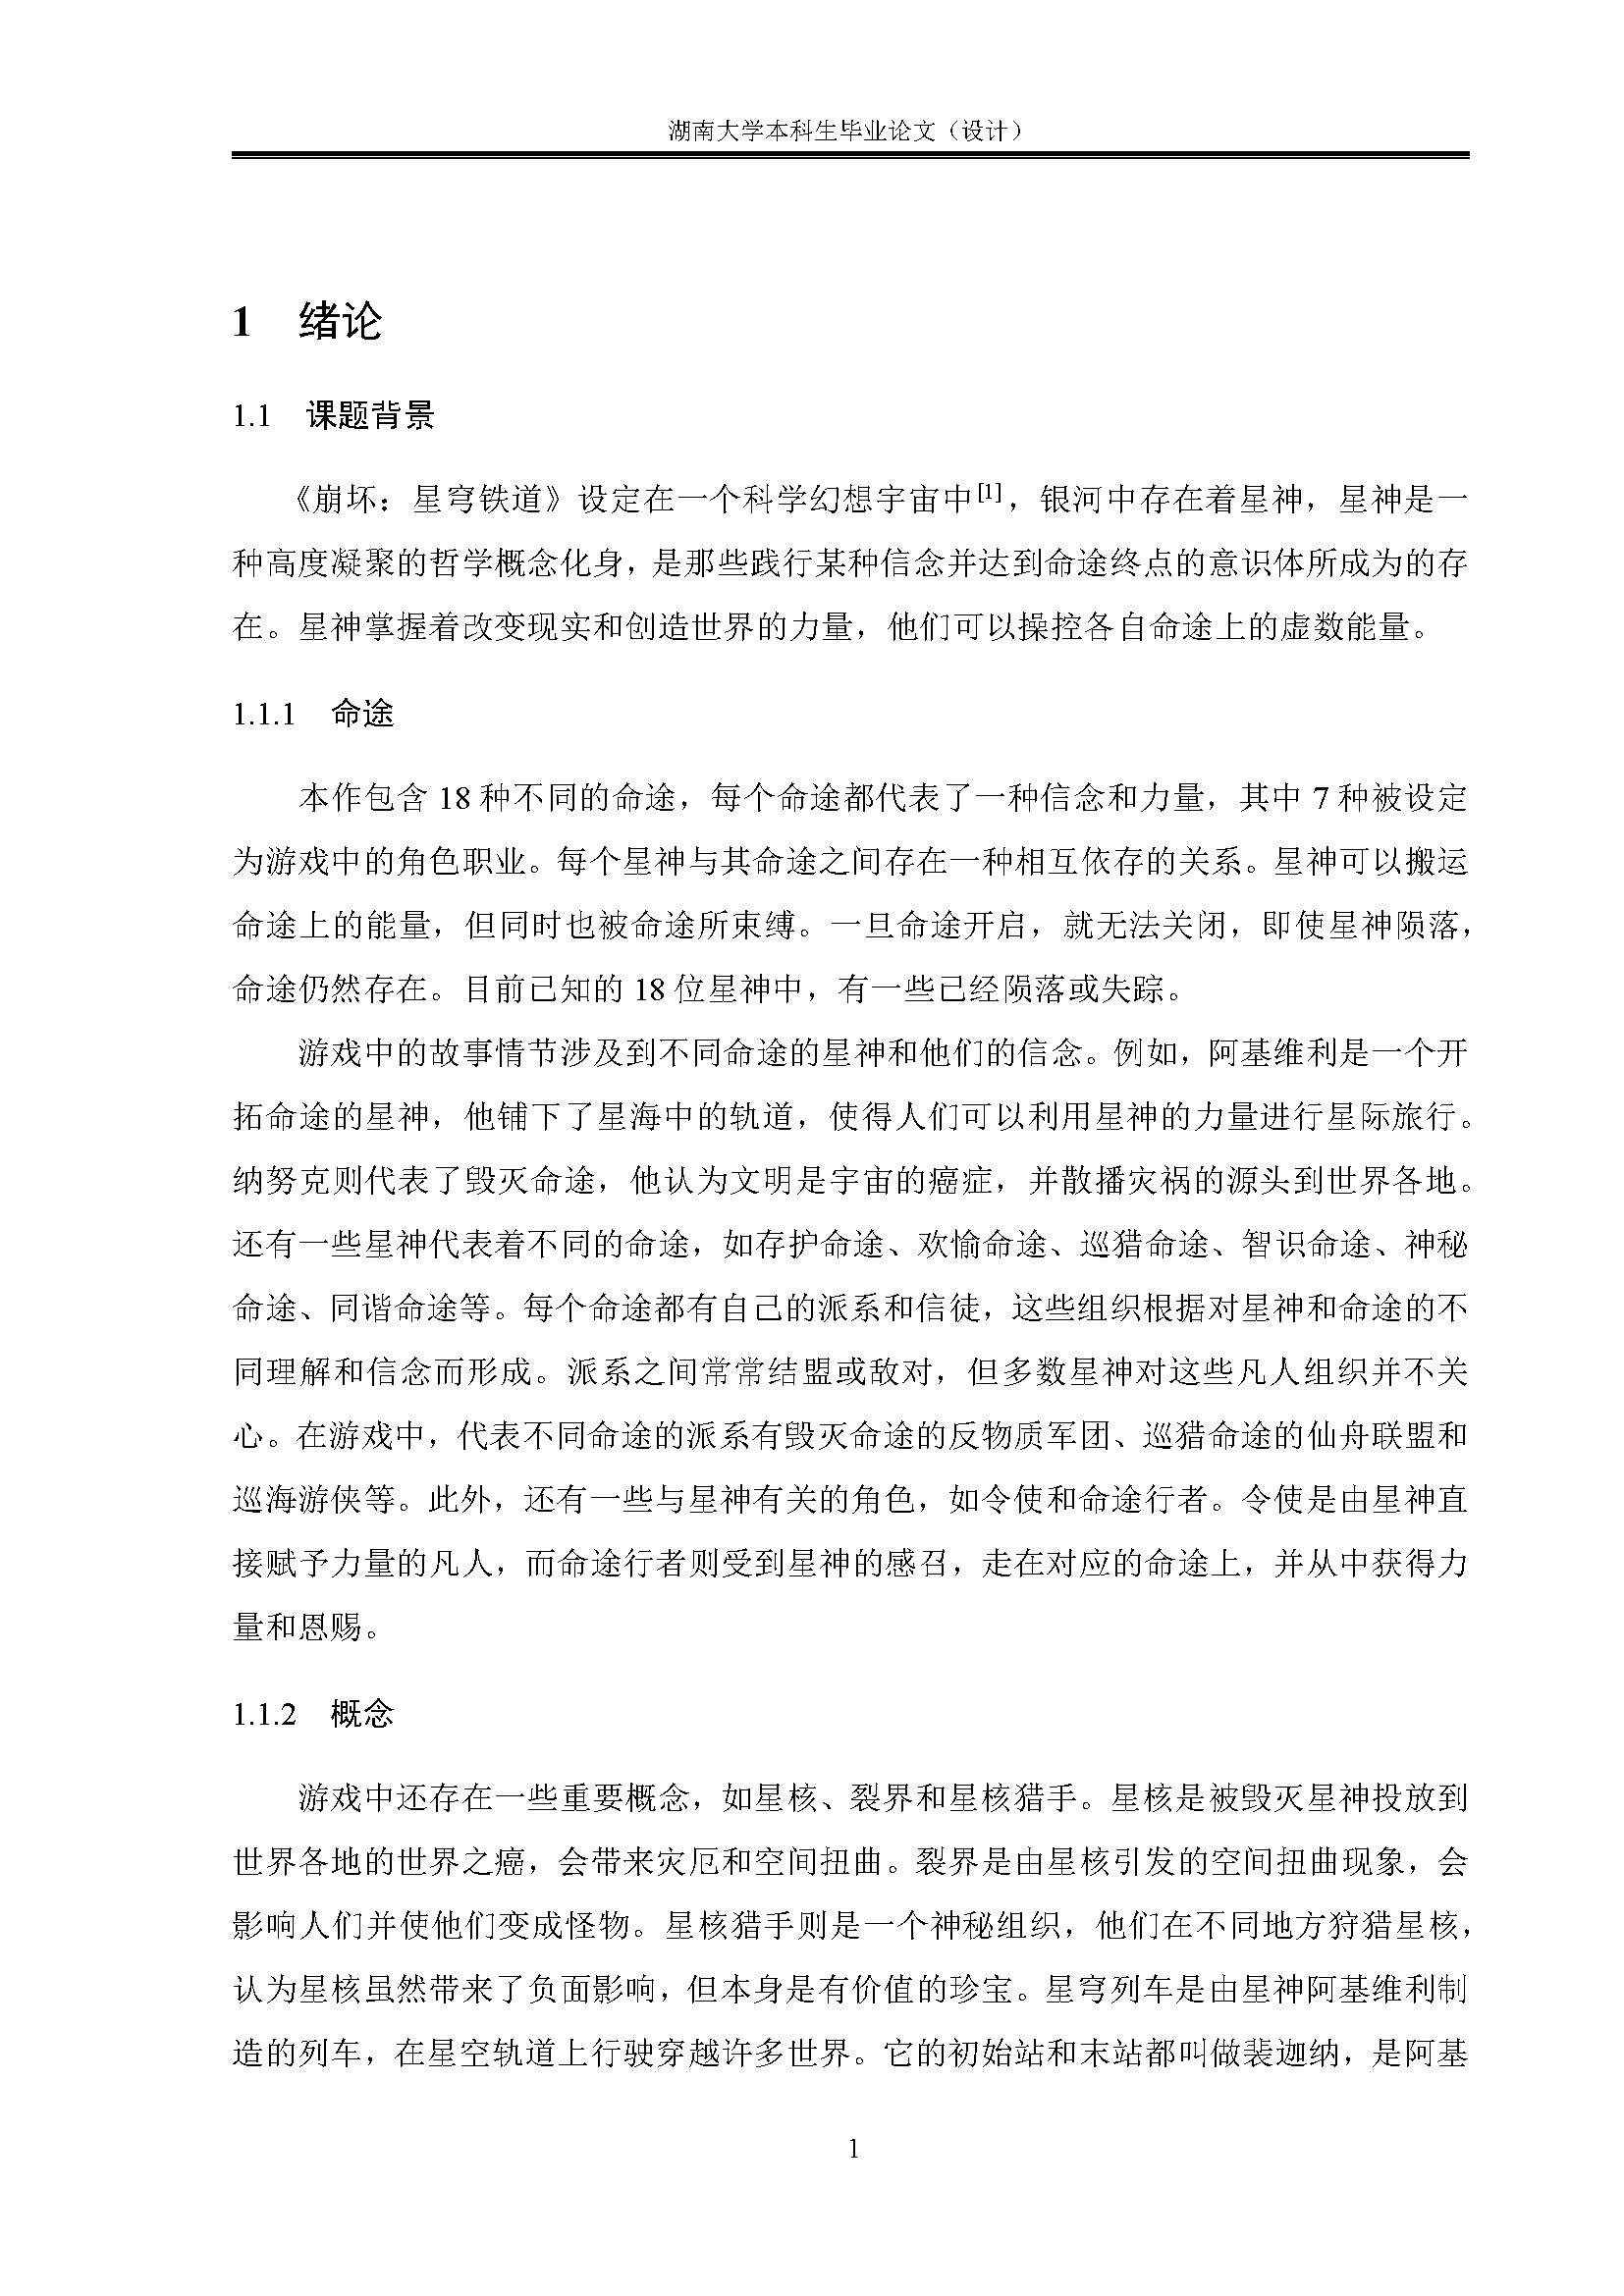 湖南大学本科生毕业论文（设计）
1 绪论
1.1 课题背景
《崩坏：星穹铁道》设定在一个科学幻想宇宙中[1]，银河中存在着星神，星神是一
种高度凝聚的哲学概念化身，是那些践行某种信念并达到命途终点的意识体所成为的存
在。星神掌握着改变现实和创造世界的力量，他们可以操控各自命途上的虚数能量。
1.1.1 命途
本作包含 18 种不同的命途，每个命途都代表了一种信念和力量，其中 7 种被设定
为游戏中的角色职业。每个星神与其命途之间存在一种相互依存的关系。星神可以搬运
命途上的能量，但同时也被命途所束缚。一旦命途开启，就无法关闭，即使星神陨落，
命途仍然存在。目前已知的 18 位星神中，有一些已经陨落或失踪。
游戏中的故事情节涉及到不同命途的星神和他们的信念。例如，阿基维利是一个开
拓命途的星神，他铺下了星海中的轨道，使得人们可以利用星神的力量进行星际旅行。
纳努克则代表了毁灭命途，他认为文明是宇宙的癌症，并散播灾祸的源头到世界各地。
还有一些星神代表着不同的命途，如存护命途、欢愉命途、巡猎命途、智识命途、神秘
命途、同谐命途等。每个命途都有自己的派系和信徒，这些组织根据对星神和命途的不
同理解和信念而形成。派系之间常常结盟或敌对，但多数星神对这些凡人组织并不关
心。在游戏中，代表不同命途的派系有毁灭命途的反物质军团、巡猎命途的仙舟联盟和
巡海游侠等。此外，还有一些与星神有关的角色，如令使和命途行者。令使是由星神直
接赋予力量的凡人，而命途行者则受到星神的感召，走在对应的命途上，并从中获得力
量和恩赐。
1.1.2 概念
游戏中还存在一些重要概念，如星核、裂界和星核猎手。星核是被毁灭星神投放到
世界各地的世界之癌，会带来灾厄和空间扭曲。裂界是由星核引发的空间扭曲现象，会
影响人们并使他们变成怪物。星核猎手则是一个神秘组织，他们在不同地方狩猎星核，
认为星核虽然带来了负面影响，但本身是有价值的珍宝。星穹列车是由星神阿基维利制
造的列车，在星空轨道上行驶穿越许多世界。它的初始站和末站都叫做裴迦纳，是阿基
1